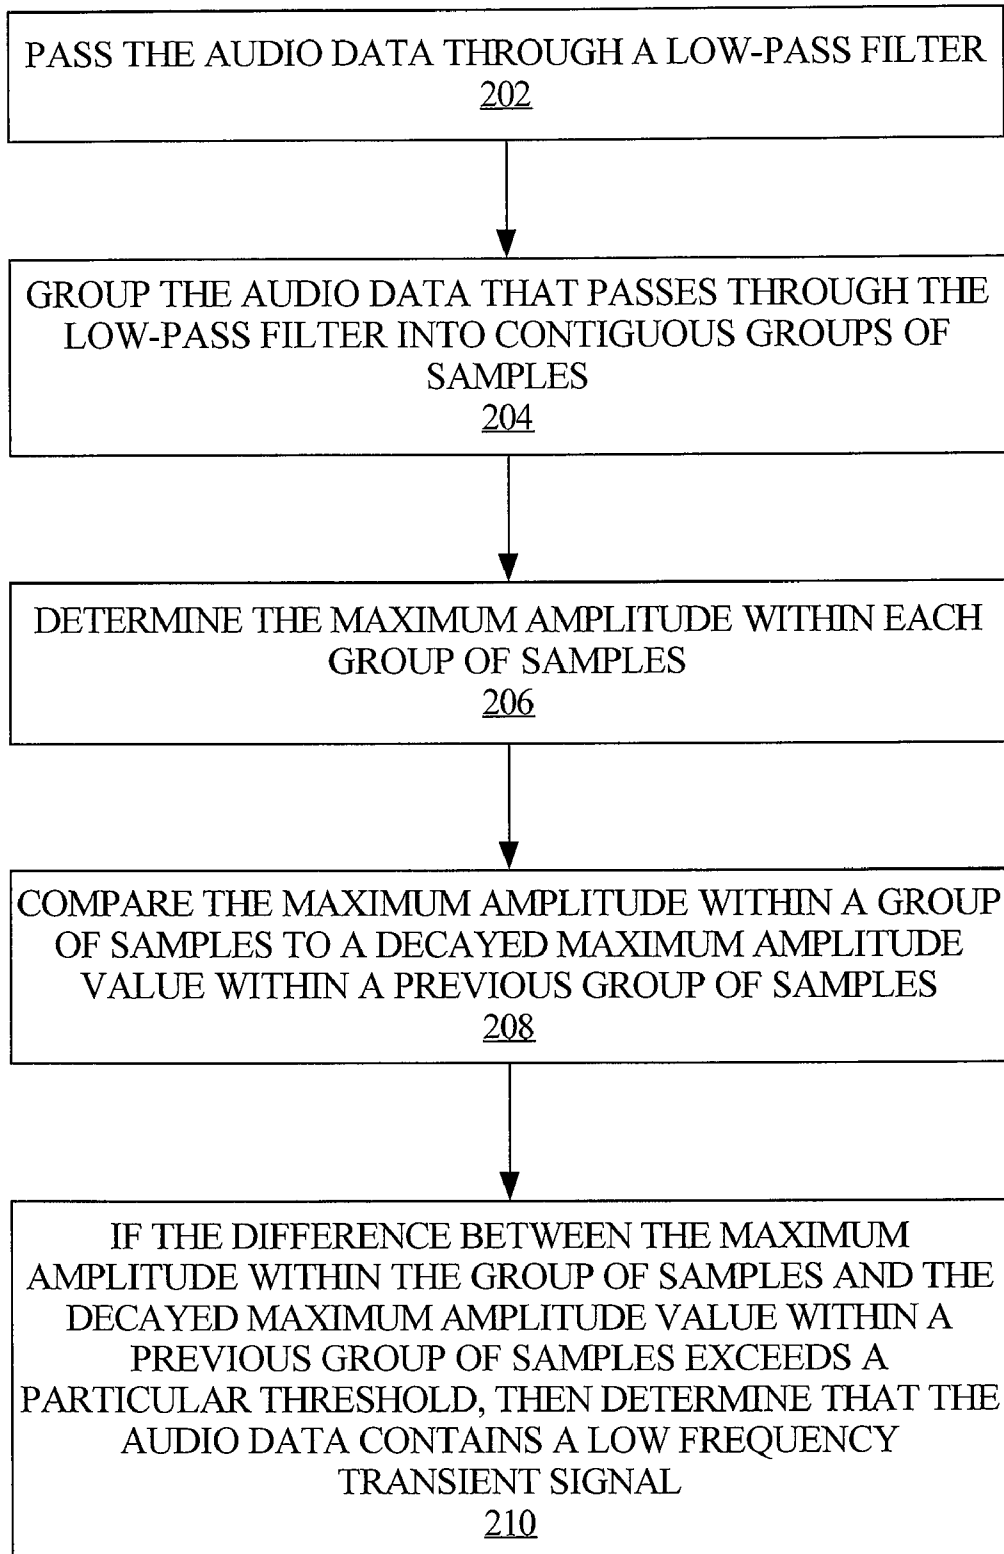 PASS THE AUDIO DATA THROUGH A LOW-PASS FILTER
202
GROUP THE AUDIO DATA THAT PASSES THROUGH THE
LOW-PASS FILTER INTO CONTIGUOUS GROUPS OF
SAMPLES
204
DETERMINE THE MAXIMUM AMPLITUDE WITHIN EACH
GROUP OF SAMPLES
206
COMPARE THE MAXIMUM AMPLITUDE WITHIN A GROUP
OF SAMPLES TO A DECAYED MAXIMUM AMPLITUDE
VALUE WITHIN A PREVIOUS GROUP OF SAMPLES
208
IF THE DIFFERENCE BETWEEN THE MAXIMUM
AMPLITUDE WITHIN THE GROUP OF SAMPLES AND THE
DECAYED MAXIMUM AMPLITUDE VALUE WITHIN A
PREVIOUS GROUP OF SAMPLES EXCEEDS A
PARTICULAR THRESHOLD, THEN DETERMINE THAT THE
AUDIO DATA CONTAINS A LOW FREQUENCY
TRANSIENT SIGNAL
210